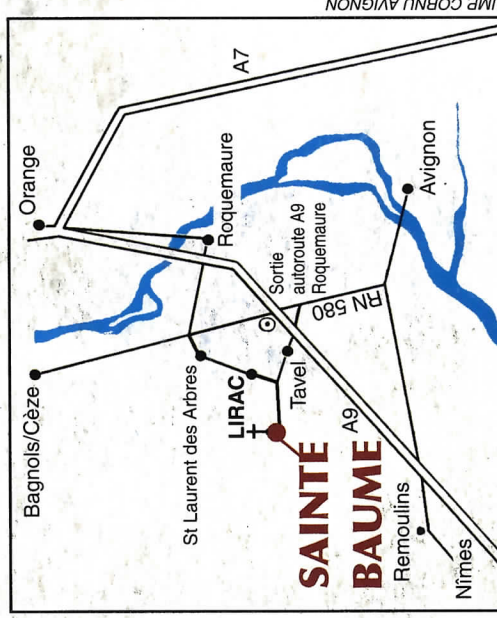 Orange
A7
Bagnols/Cèze
Roquemaure
St Laurent des Arbres
Sortie
autoroute A9
Roquemaure
LIRAC
Tavel
RN 580
Avignon
SAINTE
BAUME
A9
Remoulins
Nîmes
IMP. CORNU AVIGNON